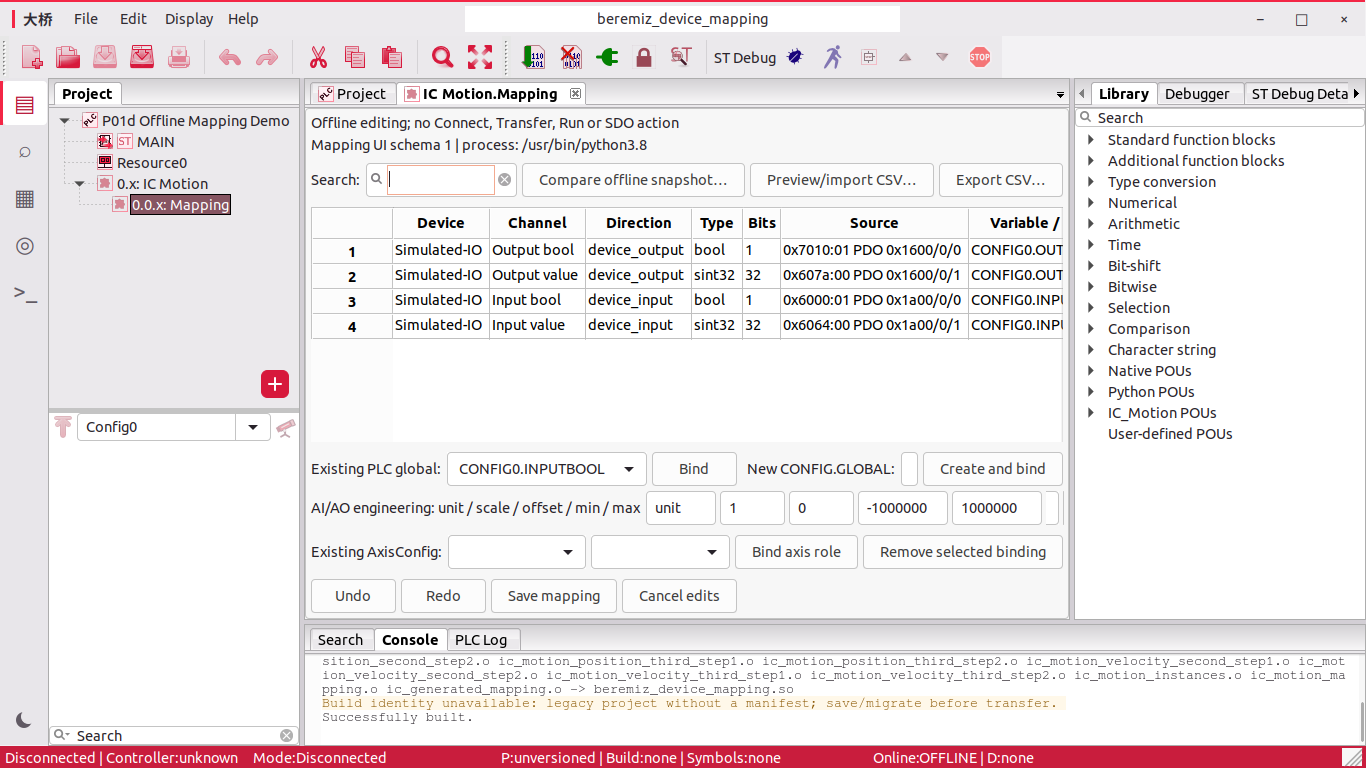 大桥 File Edit Display Help beremiz_device_mapping
ST ST Debug STOP
Project
P01d Offline Mapping Demo
ST MAIN
Resource0
0.x: IC Motion
0.0.x: Mapping
Config0
Search
Project IC Motion.Mapping
Offline editing; no Connect, Transfer, Run or SDO action
Mapping UI schema 1 | process: /usr/bin/python3.8
Search: Compare offline snapshot... Preview/import CSV... Export CSV...
Device Channel Direction Type Bits Source Variable /
1 Simulated-IO Output bool device_output bool 1 0x7010:01 PDO 0x1600/0/0 CONFIG0.OUT
2 Simulated-IO Output value device_output sint32 32 0x607a:00 PDO 0x1600/0/1 CONFIG0.OUT
3 Simulated-IO Input bool device_input bool 1 0x6000:01 PDO 0x1a00/0/0 CONFIG0.INPU
4 Simulated-IO Input value device_input sint32 32 0x6064:00 PDO 0x1a00/0/1 CONFIG0.INPU
Existing PLC global: CONFIG0.INPUTBOOL Bind New CONFIG.GLOBAL: Create and bind
AI/AO engineering: unit / scale / offset / min / max unit 1 0 -1000000 1000000
Existing AxisConfig: Bind axis role Remove selected binding
Undo Redo Save mapping Cancel edits
Library Debugger ST Debug Deta
Search
Standard function blocks
Additional function blocks
Type conversion
Numerical
Arithmetic
Time
Bit-shift
Bitwise
Selection
Comparison
Character string
Native POUs
Python POUs
IC_Motion POUs
User-defined POUs
Search Console PLC Log
sition_second_step2.o ic_motion_position_third_step1.o ic_motion_position_third_step2.o ic_motion_velocity_second_step1.o ic_mot
ion_velocity_second_step2.o ic_motion_velocity_third_step1.o ic_motion_velocity_third_step2.o ic_motion_instances.o ic_motion_ma
pping.o ic_generated_mapping.o -> beremiz_device_mapping.so
Build identity unavailable: legacy project without a manifest; save/migrate before transfer.
Successfully built.
Disconnected | Controller:unknown Mode:Disconnected P:unversioned | Build:none | Symbols:none Online:OFFLINE | D:none